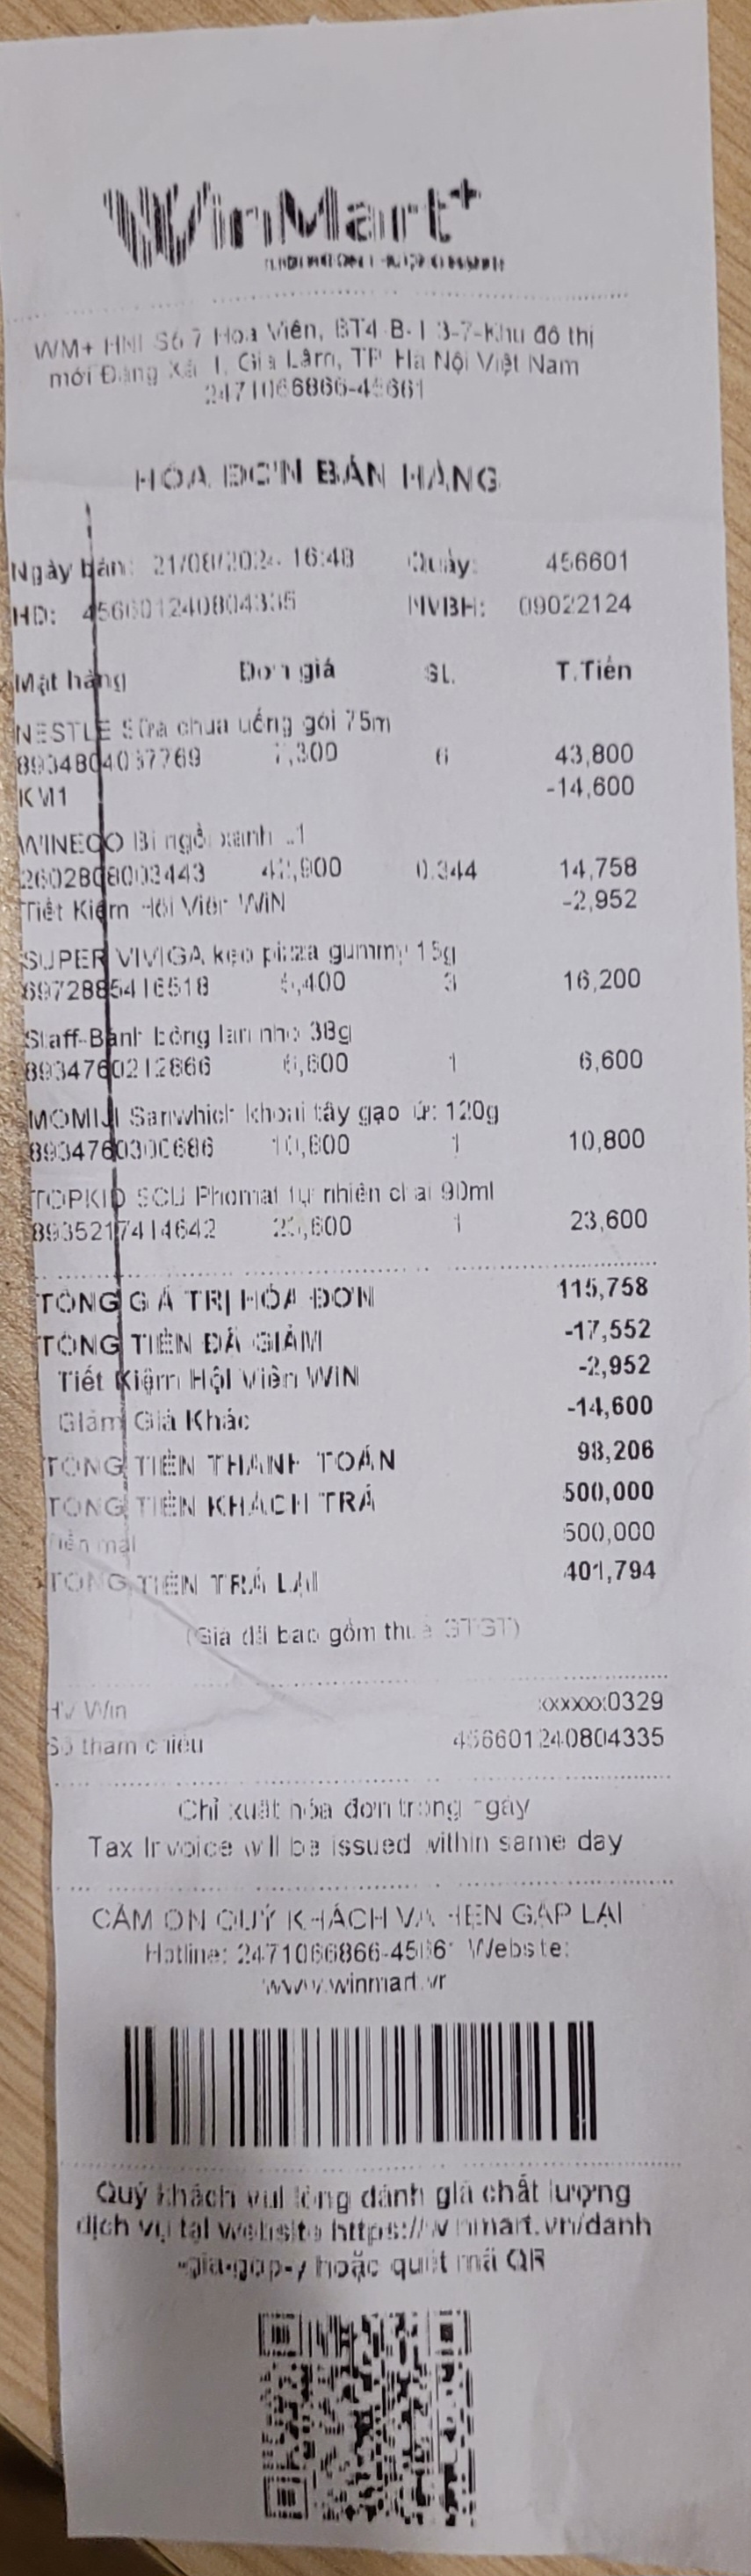 WinMart+
WM+ HNI Số 7 Hoa Viên, BT4-B-1 3-7-Khu đô thị
mới Đặng Xá 1, Gia Lâm, TP Hà Nội Việt Nam
2471066866-45661
HÓA ĐƠN BÁN HÀNG
Ngày bán: 21/08/2024 16:48 Quầy: 456601
HD: 456601240804335 NVBH: 09022124
Mặt hàng Đơn giá SL. T.Tiền
NESTLE Sữa chua uống gói 75m
8934804037769 7,300 6 43,800
KM1 -14,600
WINECO Bí ngồi xanh L1
2602808003443 42,900 0.344 14,758
Tiết Kiệm Hội Viên WiN -2,952
SUPER VIVIGA kẹo pizza gummy 15g
6972885416518 5,400 3 16,200
Staff-Bánh bông lan nho 38g
8934760212866 6,600 1 6,600
MOMIJI Sanwhich khoai tây gạo 120g
8934760300686 10,800 1 10,800
TOPKID SCU Phomat tự nhiên chai 90ml
8935217414642 23,600 1 23,600
TỔNG GIÁ TRỊ HÓA ĐƠN 115,758
TỔNG TIỀN ĐÃ GIẢM -17,552
Tiết Kiệm Hội Viên WIN -2,952
Giảm Giá Khác -14,600
TỔNG TIỀN THANH TOÁN 98,206
TỔNG TIỀN KHÁCH TRẢ 500,000
Tiền mặt 500,000
TỔNG TIỀN TRẢ LẠI 401,794
(Giá đã bao gồm thuế GTGT)
HV Win xxxxxx0329
Số tham chiếu 456601240804335
Chỉ xuất hóa đơn trong ngày
Tax Invoice will be issued within same day
CẢM ƠN QUÝ KHÁCH VÀ HẸN GẶP LẠI
Hotline: 2471066866-45661 Website:
www.winmart.vn
Quý khách vui lòng đánh giá chất lượng
dịch vụ tại website https://winmart.vn/danh
-gia-gop-y hoặc quét mã QR